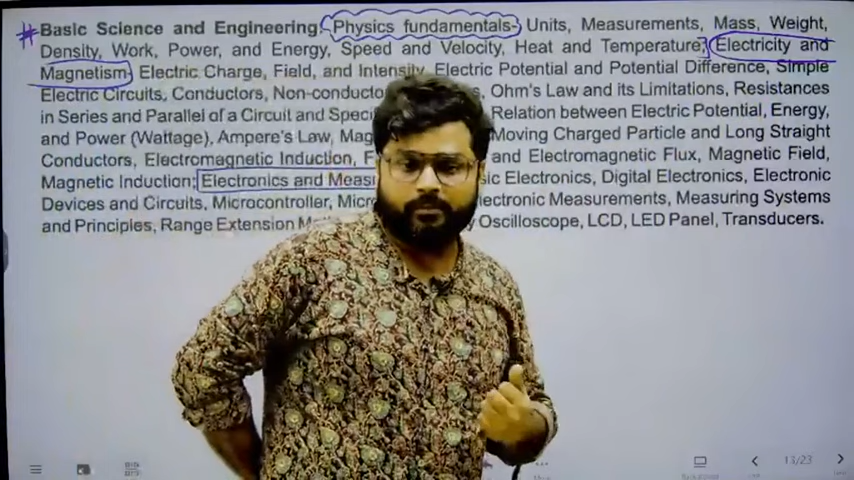 #Basic Science and Engineering: Physics fundamentals- Units, Measurements, Mass, Weight,
Density, Work, Power, and Energy, Speed and Velocity, Heat and Temperature; Electricity and
Magnetism- Electric Charge, Field, and Intensity, Electric Potential and Potential Difference, Simple
Electric Circuits, Conductors, Non-conductors, Ohm's Law and its Limitations, Resistances
in Series and Parallel of a Circuit and Spec Relation between Electric Potential, Energy,
and Power (Wattage), Ampere's Law, Mag Moving Charged Particle and Long Straight
Conductors, Electromagnetic Induction, F and Electromagnetic Flux, Magnetic Field,
Magnetic Induction; Electronics and Meas Electronics, Digital Electronics, Electronic
Devices and Circuits, Microcontroller, Mic Electronic Measurements, Measuring Systems
and Principles, Range Extension Me Oscilloscope, LCD, LED Panel, Transducers.
13/23